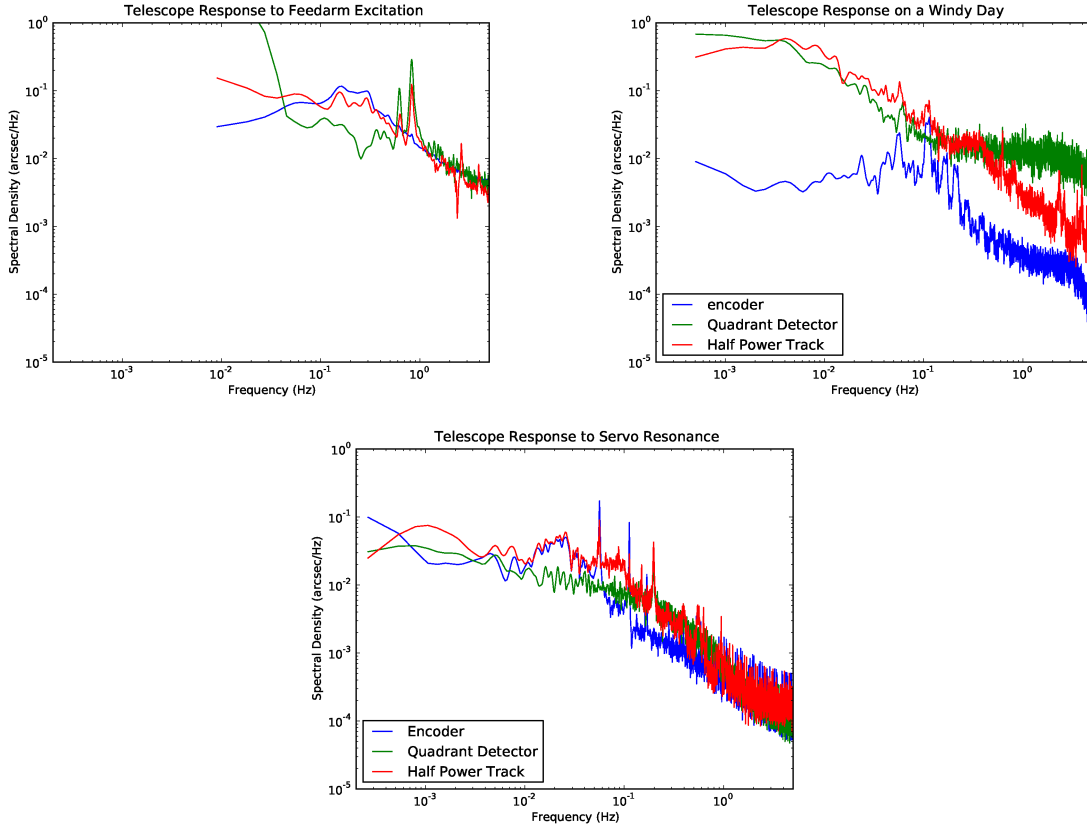 Telescope Response to Feedarm Excitation
Spectral Density (arcsec/Hz)
10^0
10^-1
10^-2
10^-3
10^-4
10^-5
10^-3 10^-2 10^-1 10^0
Frequency (Hz)
Telescope Response on a Windy Day
Spectral Density (arcsec/Hz)
10^0
10^-1
10^-2
10^-3
10^-4
10^-5
encoder
Quadrant Detector
Half Power Track
10^-3 10^-2 10^-1 10^0
Frequency (Hz)
Telescope Response to Servo Resonance
Spectral Density (arcsec/Hz)
10^0
10^-1
10^-2
10^-3
10^-4
10^-5
Encoder
Quadrant Detector
Half Power Track
10^-3 10^-2 10^-1 10^0
Frequency (Hz)